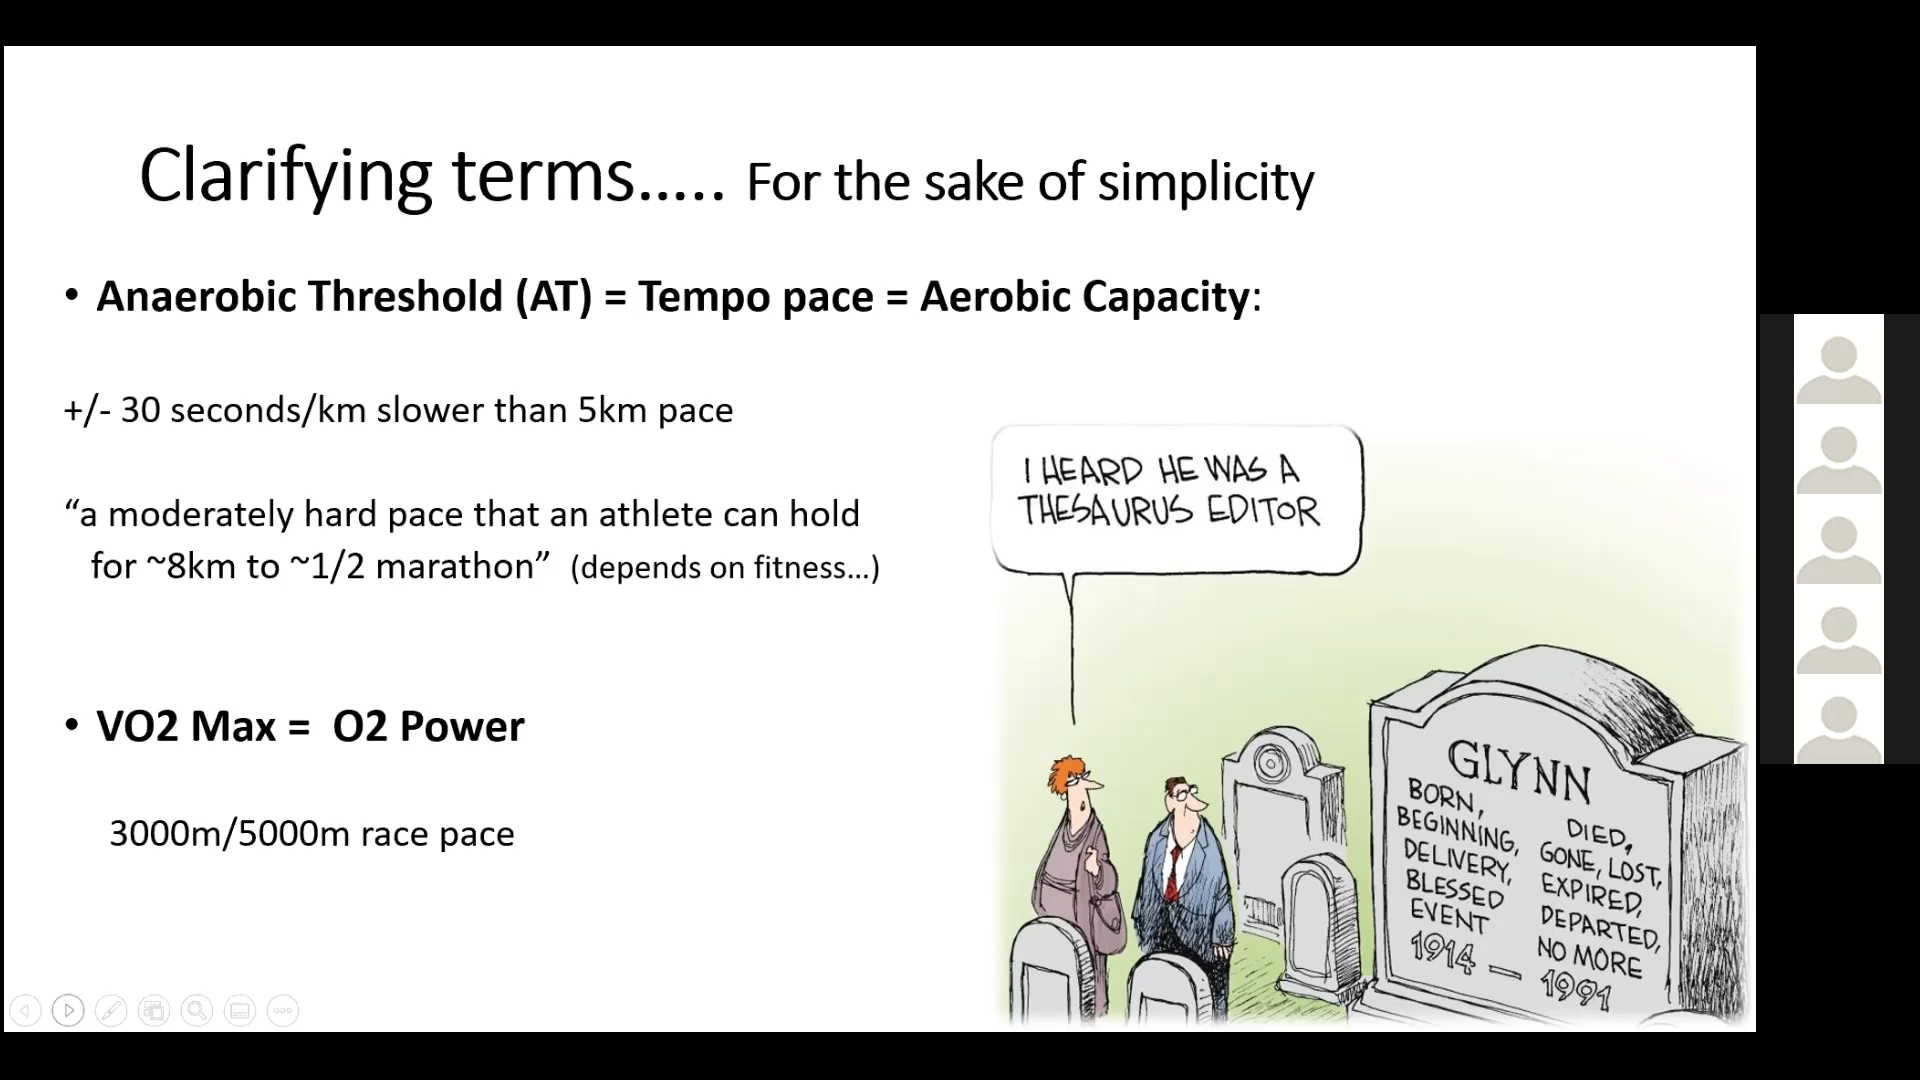 Clarifying terms..... For the sake of simplicity
• Anaerobic Threshold (AT) = Tempo pace = Aerobic Capacity:
+/- 30 seconds/km slower than 5km pace
“a moderately hard pace that an athlete can hold
for ~8km to ~1/2 marathon” (depends on fitness…)
• VO2 Max = O2 Power
3000m/5000m race pace
I HEARD HE WAS A
THESAURUS EDITOR
GLYNN
BORN,
BEGINNING,
DELIVERY,
BLESSED
EVENT
1914 –
DIED,
GONE, LOST,
EXPIRED,
DEPARTED,
NO MORE
1991